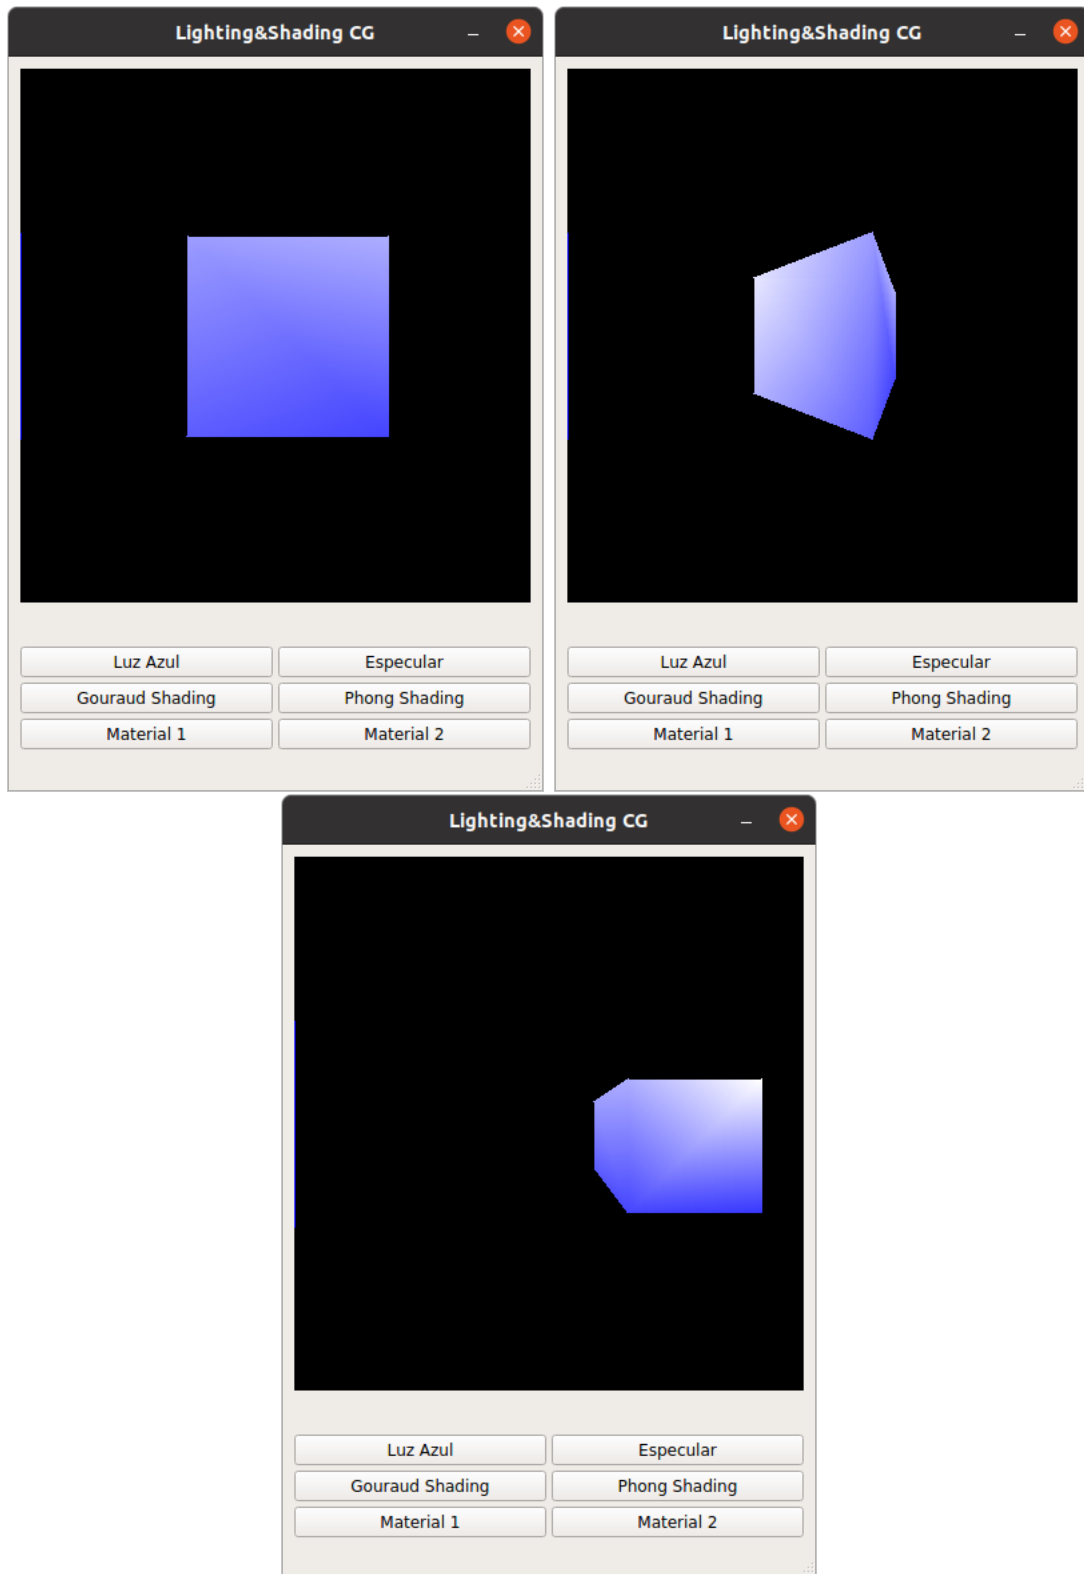 Lighting&Shading CG
Luz Azul
Especular
Gouraud Shading
Phong Shading
Material 1
Material 2
Lighting&Shading CG
Luz Azul
Especular
Gouraud Shading
Phong Shading
Material 1
Material 2
Lighting&Shading CG
Luz Azul
Especular
Gouraud Shading
Phong Shading
Material 1
Material 2